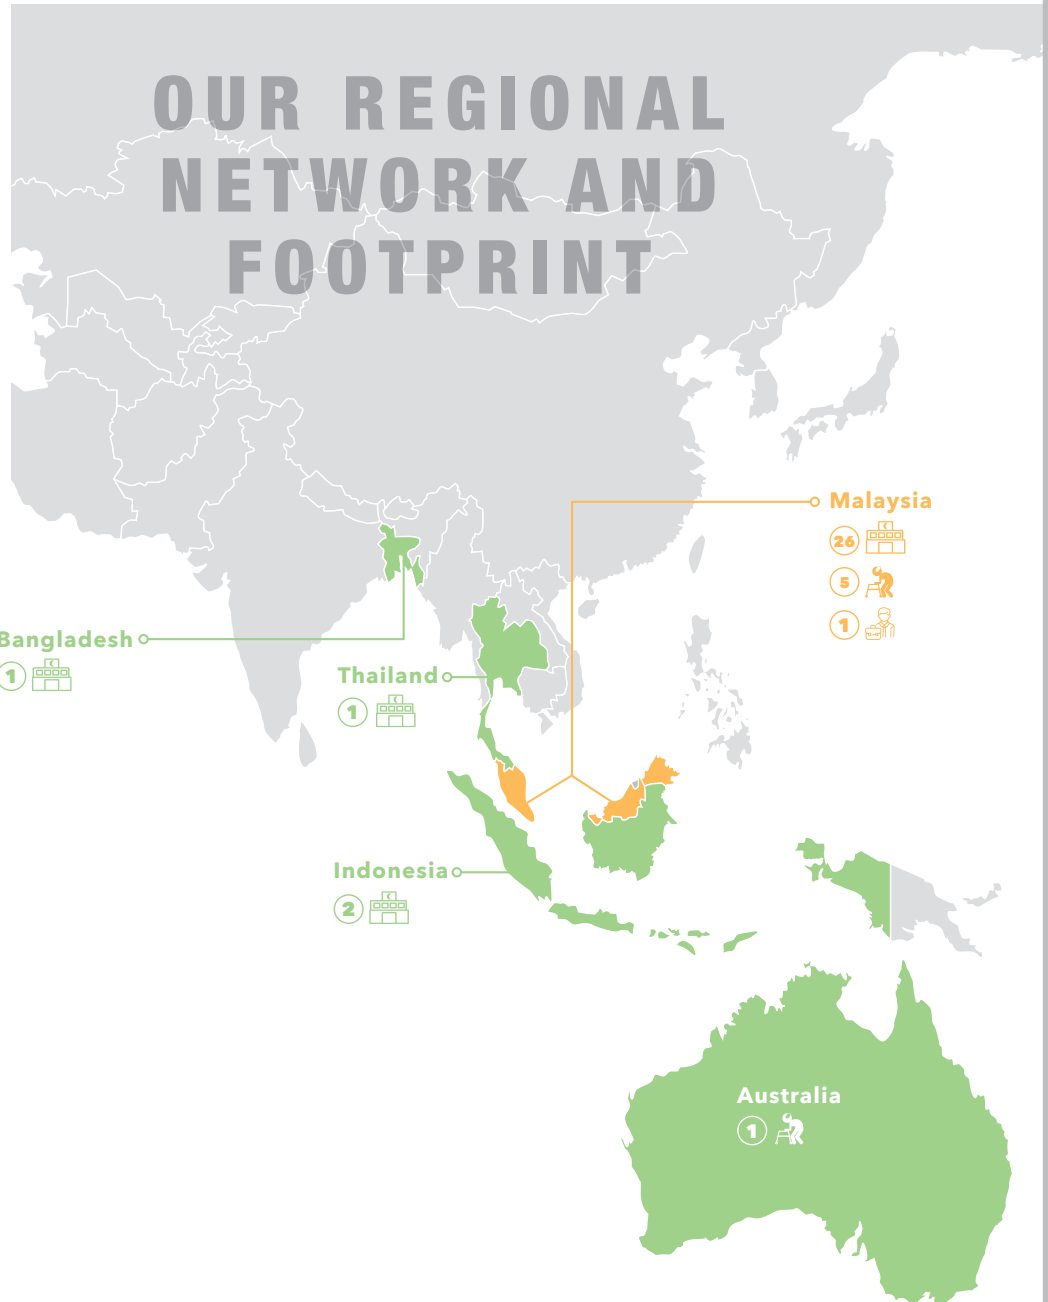 OUR REGIONAL
NETWORK AND
FOOTPRINT
Malaysia
26
5
1
Bangladesh
1
Thailand
1
Indonesia
2
Australia
1